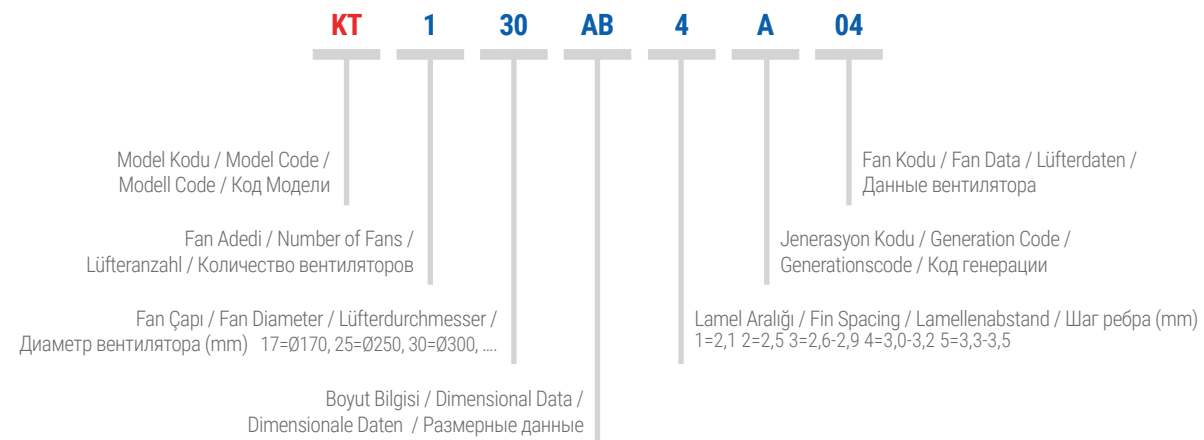 KT 1 30 AB 4 A 04
Model Kodu / Model Code /
Modell Code / Код Модели
Fan Kodu / Fan Data / Lüfterdaten /
Данные вентилятора
Fan Adedi / Number of Fans /
Lüfteranzahl / Количество вентиляторов
Jenerasyon Kodu / Generation Code /
Generationscode / Код генерации
Fan Çapı / Fan Diameter / Lüfterdurchmesser /
Диаметр вентилятора (mm) 17=Ø170, 25=Ø250, 30=Ø300, ....
Lamel Aralığı / Fin Spacing / Lamellenabstand / Шаг ребра (mm)
1=2,1 2=2,5 3=2,6-2,9 4=3,0-3,2 5=3,3-3,5
Boyut Bilgisi / Dimensional Data /
Dimensionale Daten / Размерные данные